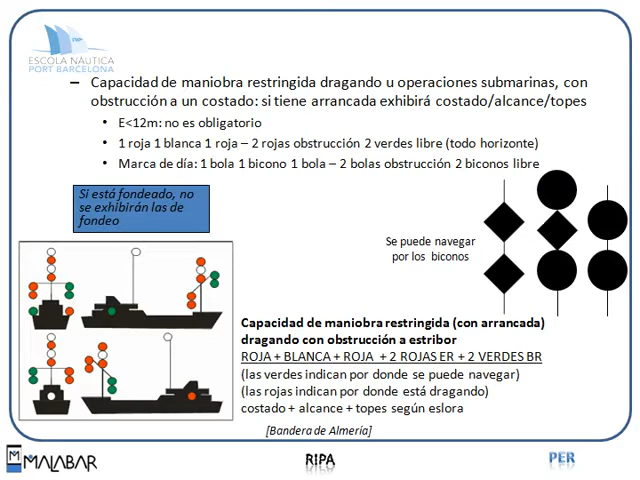 ESCOLA NÁUTICA
PORT BARCELONA
– Capacidad de maniobra restringida dragando u operaciones submarinas, con
obstrucción a un costado: si tiene arrancada exhibirá costado/alcance/topes
• E<12m: no es obligatorio
• 1 roja 1 blanca 1 roja – 2 rojas obstrucción 2 verdes libre (todo horizonte)
• Marca de día: 1 bola 1 bicono 1 bola – 2 bolas obstrucción 2 biconos libre
Si está fondeado, no
se exhibirán las de
fondeo
Se puede navegar
por los biconos
Capacidad de maniobra restringida (con arrancada)
dragando con obstrucción a estribor
ROJA + BLANCA + ROJA + 2 ROJAS ER + 2 VERDES BR
(las verdes indican por donde se puede navegar)
(las rojas indican por donde está dragando)
costado + alcance + topes según eslora
[Bandera de Almería]
MALABAR
RIPA
PER